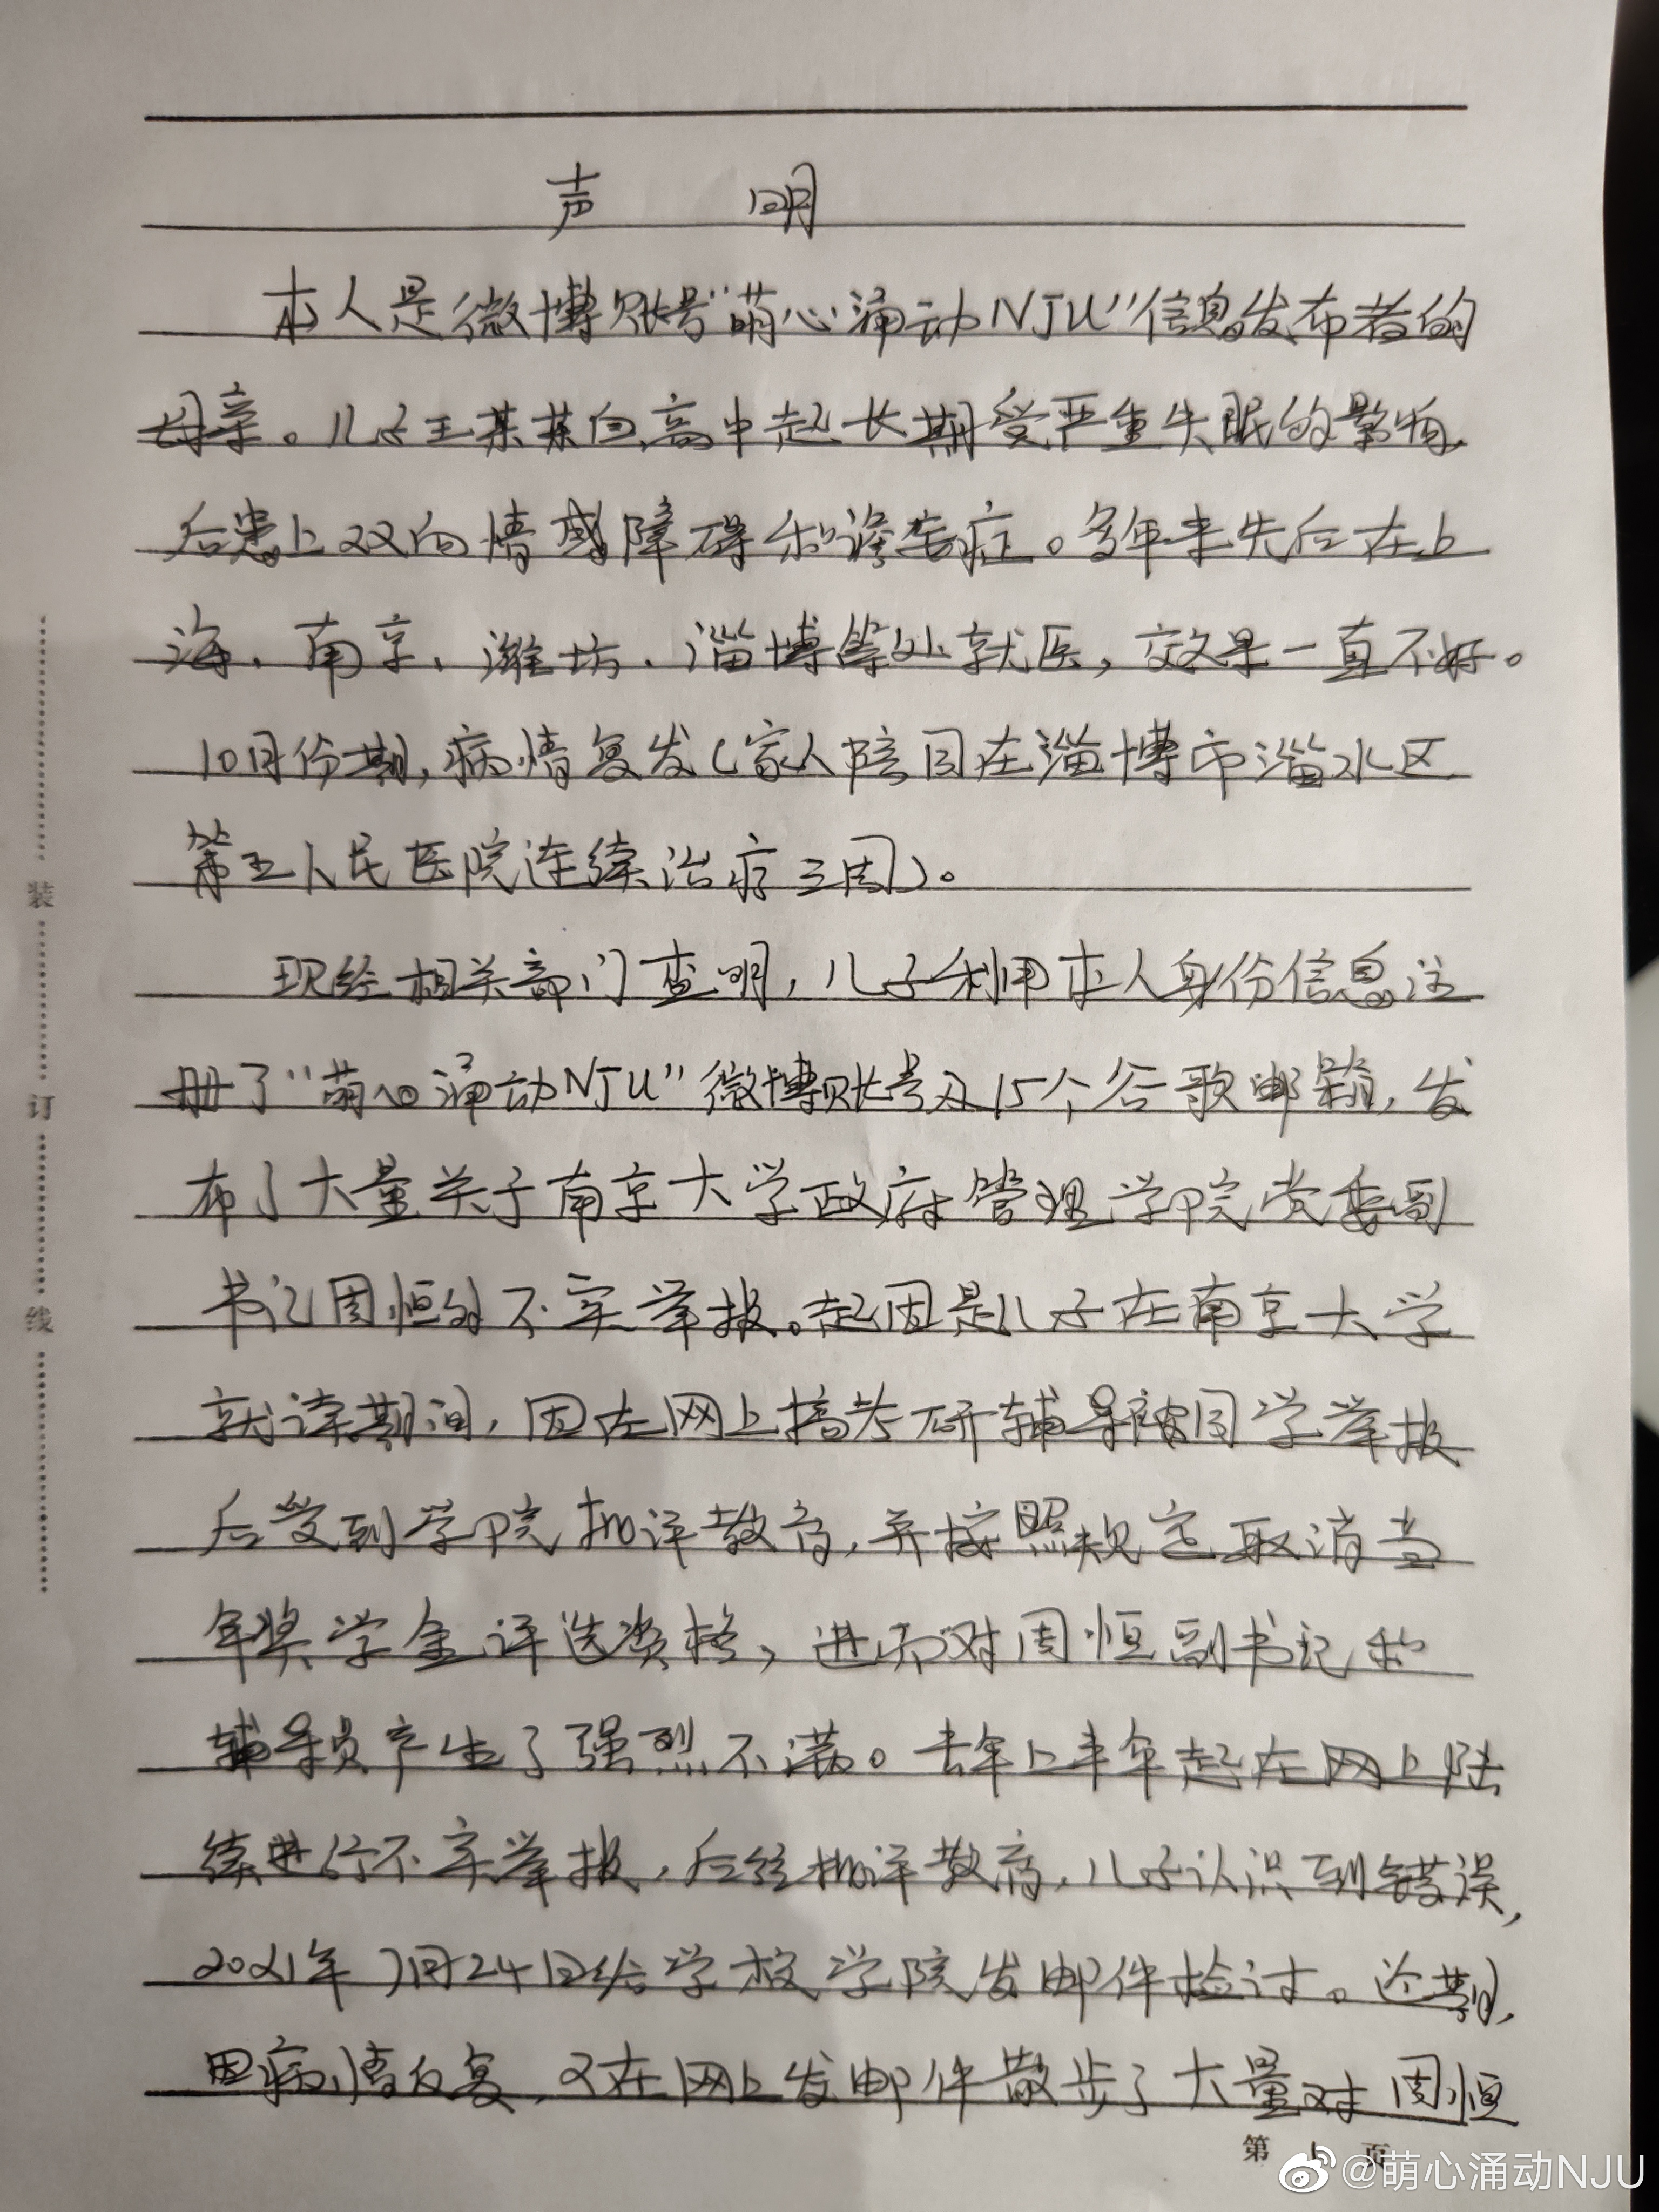 声 明
本人是微博账号"萌心涌动NJU"信息发布者的
母亲。儿子王某某自高中起长期受严重失眠的影响,
后患上双向情感障碍和谵妄症。多年来先后在上
海、南京、潍坊、淄博等处就医,效果一直不好。
10月份期,病情复发(家人陪同在淄博市淄水区
第五人民医院连续治疗三周)。
现经相关部门查明,儿子利用本人身份信息注
册了"萌心涌动NJU"微博账号及15个谷歌邮箱,发
布了大量关于南京大学政府管理学院党委副
书记周恒的不实举报。起因是儿子在南京大学
就读期间,因在网上搞考研辅导被同学举报
后受到学院批评教育,并按照规定取消当
年奖学金评选资格,进而对周恒副书记和
辅导员产生了强烈不满。去年上半年起在网上陆
续进行不实举报,后经批评教育,儿子认识到错误,
2021年7月24日给学校学院发邮件检讨。近期,
因病情反复,又在网上发邮件散步了大量对周恒
装
订
线
第 1 页
@萌心涌动NJU